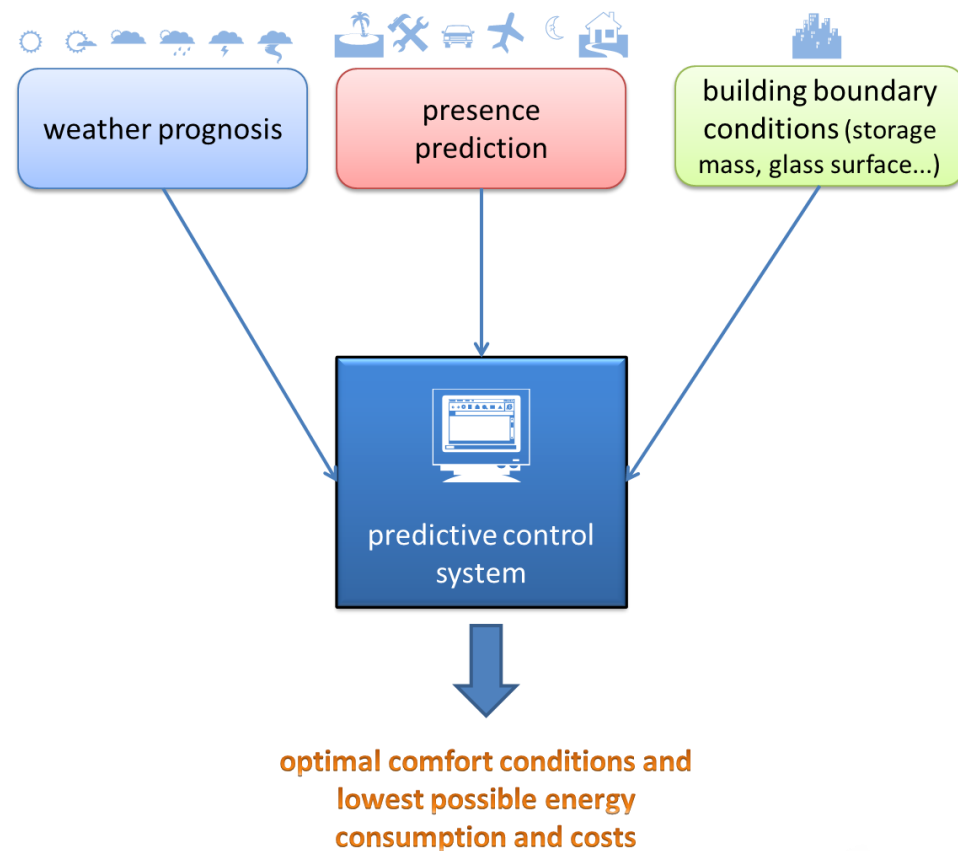 weather prognosis
presence
prediction
building boundary
conditions (storage
mass, glass surface...)
predictive control
system
optimal comfort conditions and
lowest possible energy
consumption and costs